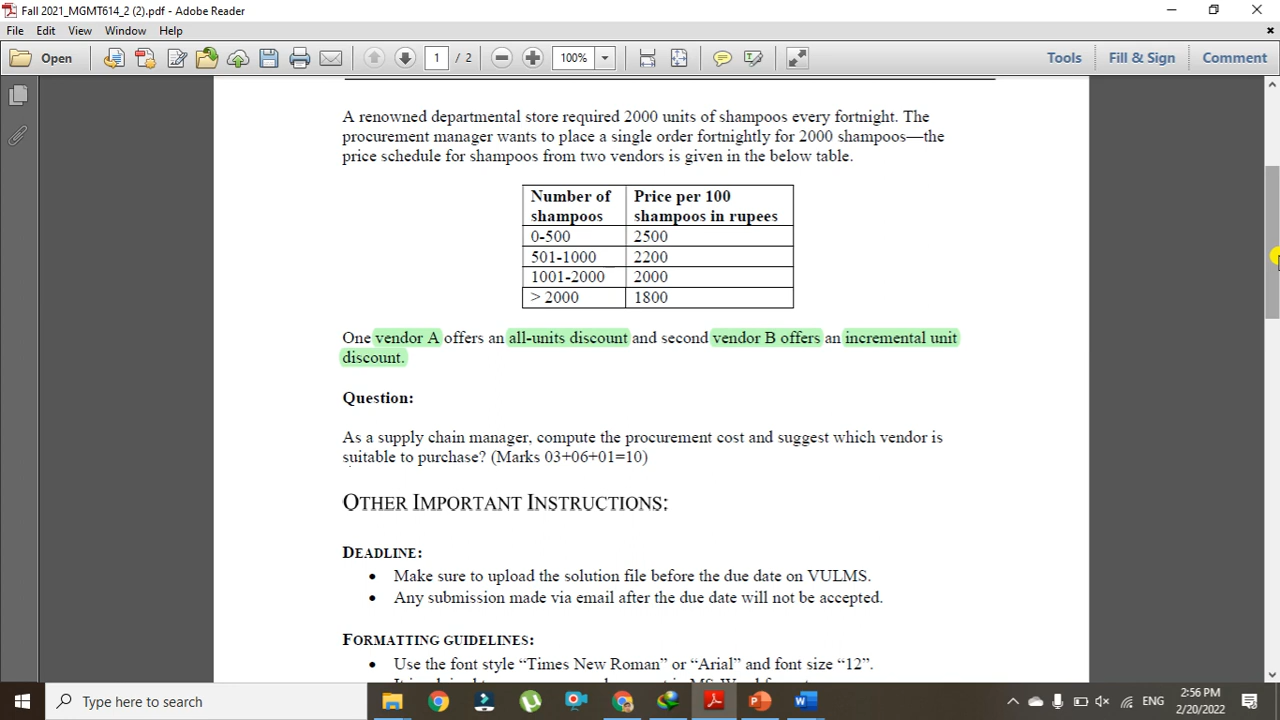 Fall 2021_MGMT614_2 (2).pdf - Adobe Reader
File Edit View Window Help
Open 1 / 2 100% Tools Fill & Sign Comment
A renowned departmental store required 2000 units of shampoos every fortnight. The
procurement manager wants to place a single order fortnightly for 2000 shampoos—the
price schedule for shampoos from two vendors is given in the below table.
Number of shampoos Price per 100 shampoos in rupees
0-500 2500
501-1000 2200
1001-2000 2000
> 2000 1800
One vendor A offers an all-units discount and second vendor B offers an incremental unit
discount.
Question:
As a supply chain manager, compute the procurement cost and suggest which vendor is
suitable to purchase? (Marks 03+06+01=10)
OTHER IMPORTANT INSTRUCTIONS:
DEADLINE:
• Make sure to upload the solution file before the due date on VULMS.
• Any submission made via email after the due date will not be accepted.
FORMATTING GUIDELINES:
• Use the font style “Times New Roman” or “Arial” and font size “12”.
Type here to search
ENG
2:56 PM
2/20/2022